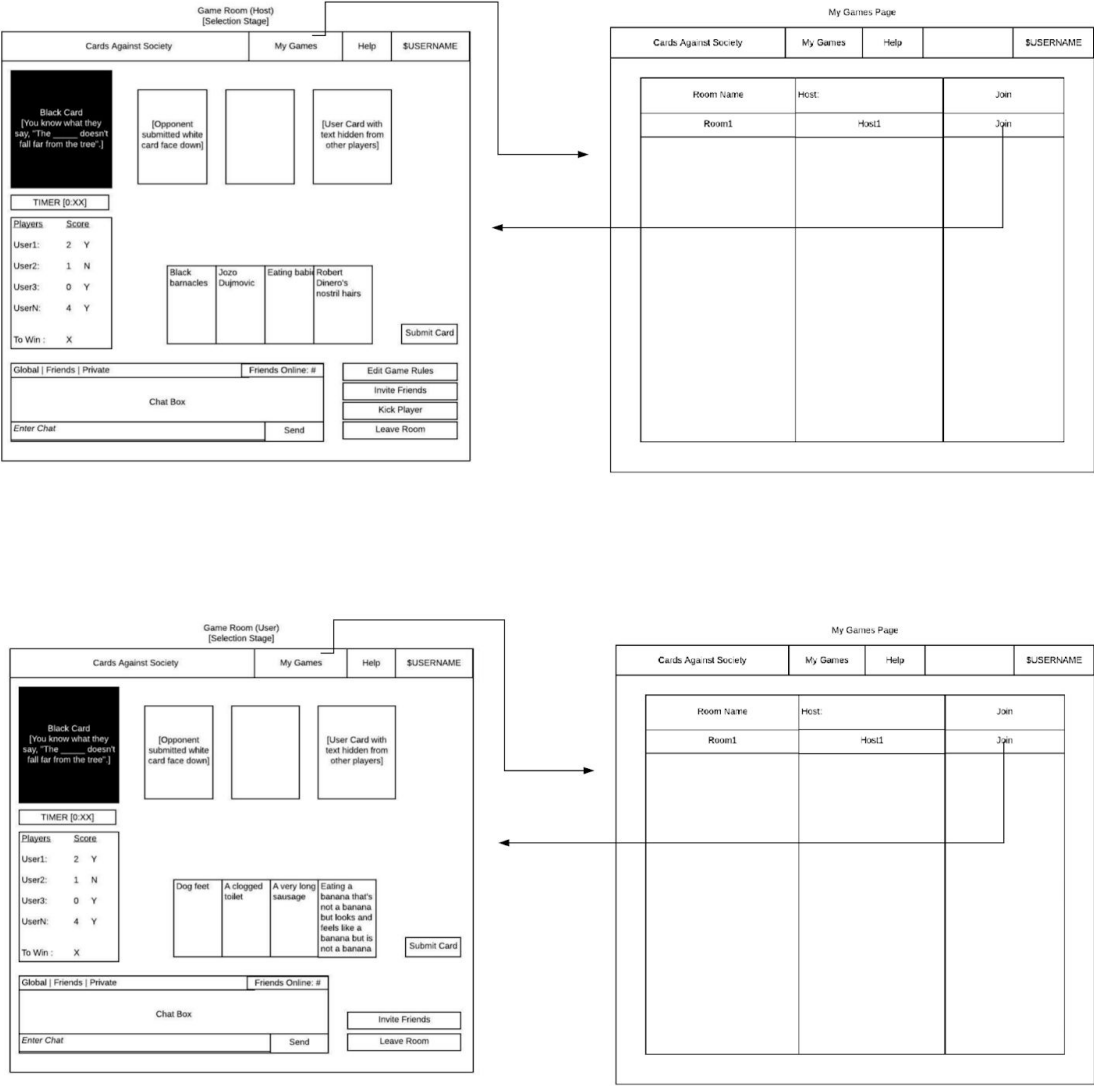 Game Room (Host)
[Selection Stage]
Cards Against Society
My Games
Help
$USERNAME
Black Card
[You know what they
say, "The _____ doesn't
fall far from the tree".]
[Opponent
submitted white
card face down]
[User Card with
text hidden from
other players]
TIMER [0:XX]
Players Score
User1: 2 Y
User2: 1 N
User3: 0 Y
UserN: 4 Y
To Win : X
Black
barnacles
Jozo
Dujmovic
Eating babi
Robert
Dinero's
nostril hairs
Submit Card
Global | Friends | Private
Friends Online: #
Chat Box
Enter Chat
Send
Edit Game Rules
Invite Friends
Kick Player
Leave Room
My Games Page
Cards Against Society
My Games
Help
$USERNAME
Room Name
Host:
Join
Room1
Host1
Join
Game Room (User)
[Selection Stage]
Cards Against Society
My Games
Help
$USERNAME
Black Card
[You know what they
say, "The _____ doesn't
fall far from the tree".]
[Opponent
submitted white
card face down]
[User Card with
text hidden from
other players]
TIMER [0:XX]
Players Score
User1: 2 Y
User2: 1 N
User3: 0 Y
UserN: 4 Y
To Win : X
Dog feet
A clogged
toilet
A very long
sausage
Eating a
banana that's
not a banana
but looks and
feels like a
banana but is
not a banana
Submit Card
Global | Friends | Private
Friends Online: #
Chat Box
Enter Chat
Send
Invite Friends
Leave Room
My Games Page
Cards Against Society
My Games
Help
$USERNAME
Room Name
Host:
Join
Room1
Host1
Join